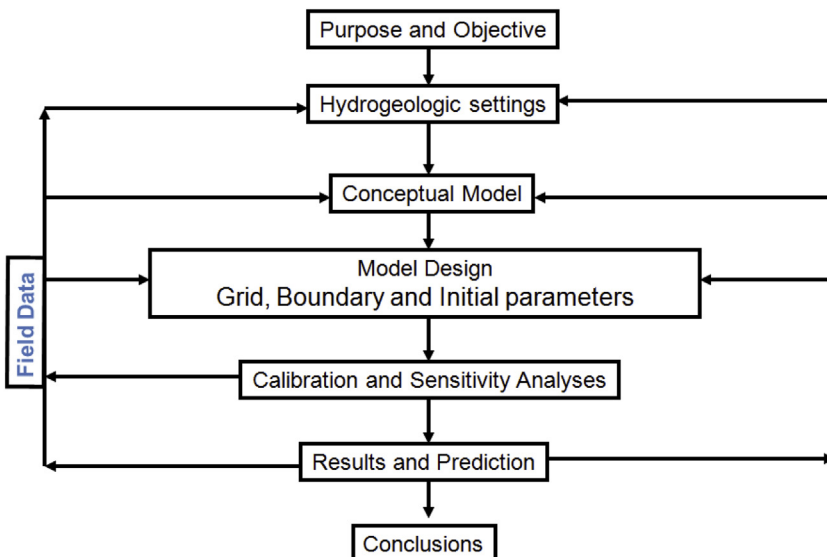 Purpose and Objective
Hydrogeologic settings
Conceptual Model
Model Design
Grid, Boundary and Initial parameters
Field Data
Calibration and Sensitivity Analyses
Results and Prediction
Conclusions